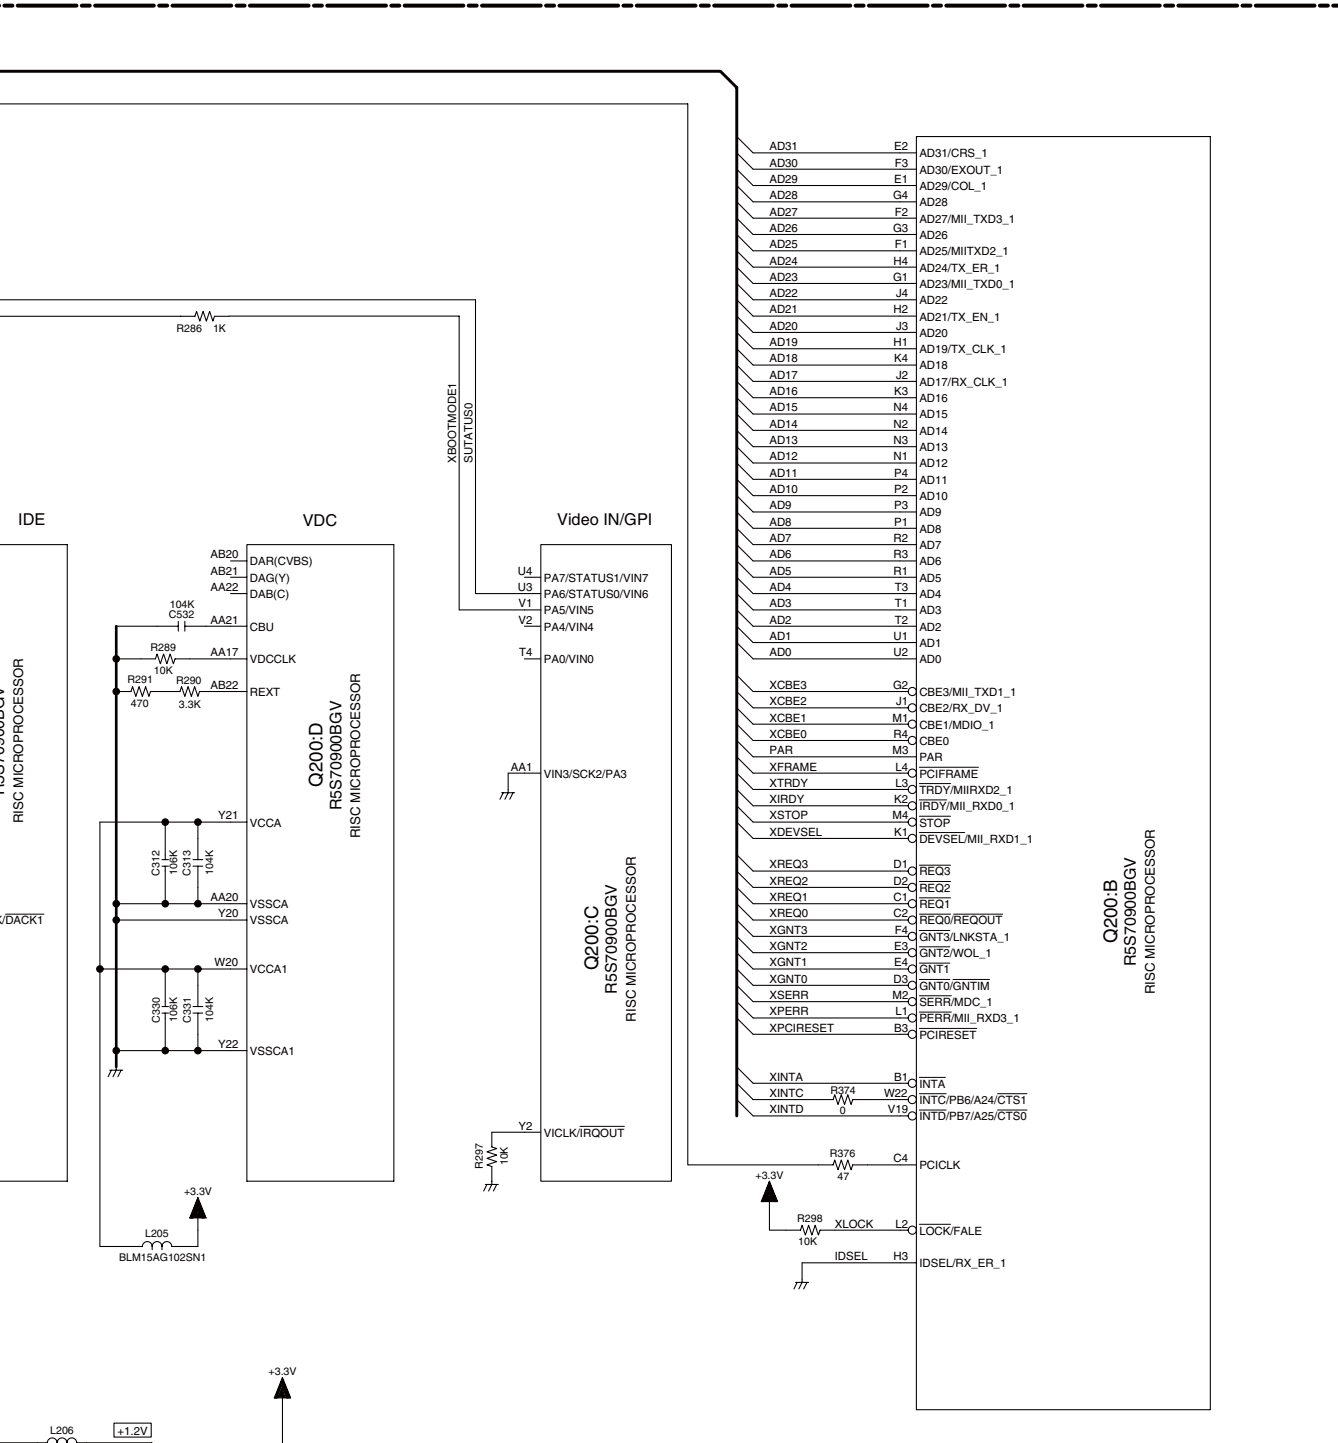 AD31 E2 AD31/CRS_1
AD30 F3 AD30/EXOUT_1
AD29 E1 AD29/COL_1
AD28 G4 AD28
AD27 F2 AD27/MII_TXD3_1
AD26 G3 AD26
AD25 F1 AD25/MIITXD2_1
AD24 H4 AD24/TX_ER_1
AD23 G1 AD23/MII_TXD0_1
AD22 J4 AD22
AD21 H2 AD21/TX_EN_1
AD20 J3 AD20
AD19 H1 AD19/TX_CLK_1
AD18 K4 AD18
AD17 J2 AD17/RX_CLK_1
AD16 K3 AD16
AD15 N4 AD15
AD14 N2 AD14
AD13 N3 AD13
AD12 N1 AD12
AD11 P4 AD11
AD10 P2 AD10
AD9 P3 AD9
AD8 P1 AD8
AD7 R2 AD7
AD6 R3 AD6
AD5 R1 AD5
AD4 T3 AD4
AD3 T1 AD3
AD2 T2 AD2
AD1 U1 AD1
AD0 U2 AD0
XCBE3 G2 CBE3/MII_TXD1_1
XCBE2 J1 CBE2/RX_DV_1
XCBE1 M1 CBE1/MDIO_1
XCBE0 R4 CBE0
PAR M3 PAR
XFRAME L4 PCIFRAME
XTRDY L3 TRDY/MIIRXD2_1
XIRDY K2 IRDY/MII_RXD0_1
XSTOP M4 STOP
XDEVSEL K1 DEVSEL/MII_RXD1_1
XREQ3 D1 REQ3
XREQ2 D2 REQ2
XREQ1 C1 REQ1
XREQ0 C2 REQ0/REQOUT
XGNT3 F4 GNT3/LNKSTA_1
XGNT2 E3 GNT2/WOL_1
XGNT1 E4 GNT1
XGNT0 D3 GNT0/GNTIM
XSERR M2 SERR/MDC_1
XPERR L1 PERR/MII_RXD3_1
XPCIRESET B3 PCIRESET
XINTA B1 INTA
XINTC R374 0 W22 INTC/PB6/A24/CTS1
XINTD V19 INTD/PB7/A25/CTS0
R376 47 C4 PCICLK
+3.3V
R298 10K XLOCK L2 LOCK/FALE
IDSEL H3 IDSEL/RX_ER_1
Q200:B
R5S70900BGV
RISC MICROPROCESSOR
R286 1K
XBOOTMODE1
SUTATUS0
IDE
RISC MICROPROCESSOR
/DACK1
VDC
AB20 DAR(CVBS)
AB21 DAG(Y)
AA22 DAB(C)
104K
C532
AA21 CBU
R289
10K
AA17 VDCCLK
R291 R290
470 3.3K
AB22 REXT
Q200:D
R5S70900BGV
RISC MICROPROCESSOR
Y21 VCCA
C312 106K
C313 104K
AA20 VSSCA
Y20 VSSCA
W20 VCCA1
C330 106K
C331 104K
Y22 VSSCA1
+3.3V
L205
BLM15AG102SN1
Video IN/GPI
U4 PA7/STATUS1/VIN7
U3 PA6/STATUS0/VIN6
V1 PA5/VIN5
V2 PA4/VIN4
T4 PA0/VIN0
AA1 VIN3/SCK2/PA3
Q200:C
R5S70900BGV
RISC MICROPROCESSOR
Y2 VICLK/IRQOUT
R297 10K
+3.3V
L206 +1.2V